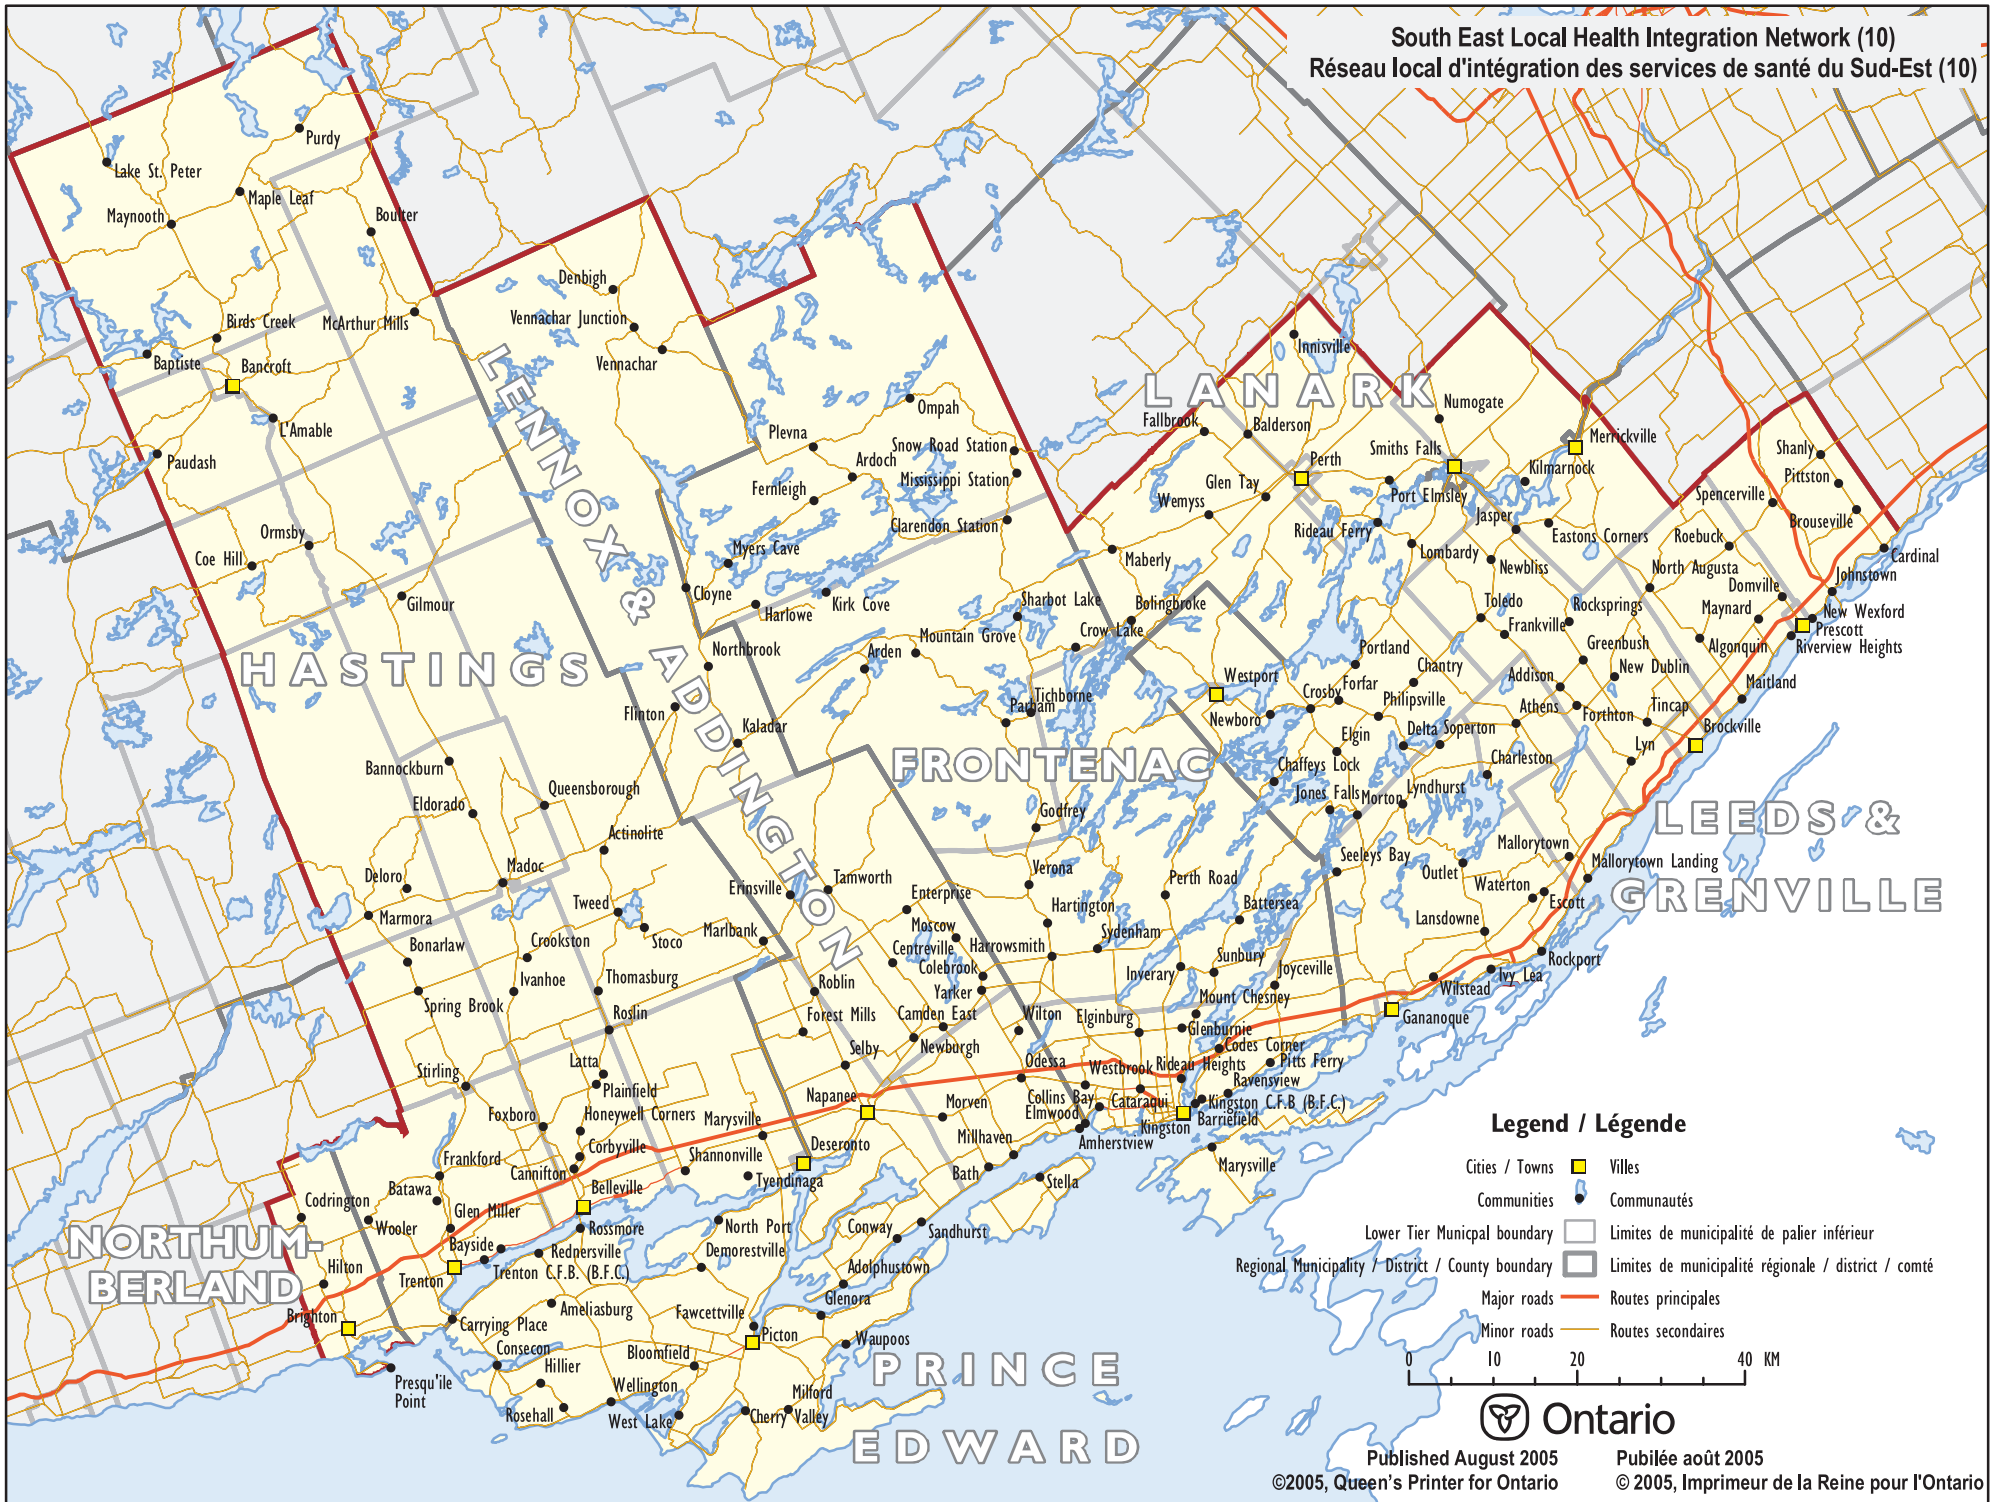 South East Local Health Integration Network (10)
Réseau local d'intégration des services de santé du Sud-Est (10)
Purdy
Lake St. Peter
Maple Leaf
Maynooth
Boulter
Denbigh
Vennachar Junction
Vennachar
Birds Creek
McArthur Mills
Baptiste
Bancroft
L'Amable
Paudash
Ormsby
Coe Hill
Gilmour
HASTINGS
LENNOX & ADDINGTON
Innisville
LANARK
Ompah
Plevna
Snow Road Station
Ardoch
Mississippi Station
Fernleigh
Clarendon Station
Myers Cave
Cloyne
Harlowe
Kirk Cove
Fallbrook
Balderson
Numogate
Merrickville
Smiths Falls
Perth
Kilmarnock
Glen Tay
Port Elmsley
Wemyss
Jasper
Rideau Ferry
Eastons Corners
Maberly
Lombardy
Newbliss
Shanly
Pittston
Spencerville
Brouseville
Roebuck
Cardinal
North Augusta
Johnstown
Domville
Maynard
New Wexford
Prescott
Riverview Heights
Algonquin
Toledo
Rocksprings
Frankville
Greenbush
New Dublin
Addison
Maitland
Sharbot Lake
Bolingbroke
Crow Lake
Mountain Grove
Arden
Northbrook
Flinton
Kaladar
Tichborne
Parham
Westport
Portland
Chantry
Crosby
Forfar
Philipsville
Newboro
Athens
Forthton
Tincap
Brockville
Elgin
Delta
Soperton
Lyn
Charleston
Chaffeys Lock
Jones Falls
Morton
Lyndhurst
FRONTENAC
LEEDS &
GRENVILLE
Bannockburn
Eldorado
Queensborough
Actinolite
Godfrey
Mallorytown
Mallorytown Landing
Seeleys Bay
Outlet
Waterton
Escott
Lansdowne
Rockport
Ivy Lea
Wilstead
Gananoque
Deloro
Madoc
Marmora
Tweed
Stoco
Marlbank
Erinsville
Tamworth
Enterprise
Verona
Perth Road
Battersea
Hartington
Moscow
Centreville
Harrowsmith
Sydenham
Colebrook
Yarker
Inverary
Sunbury
Joyceville
Bonarlaw
Crookston
Spring Brook
Ivanhoe
Thomasburg
Roblin
Roslin
Forest Mills
Camden East
Wilton
Elginburg
Mount Chesney
Glenburnie
Codes Corner
Newburgh
Selby
Odessa
Westbrook
Rideau Heights
Pitts Ferry
Ravensview
Stirling
Latta
Plainfield
Napanee
Morven
Collins Bay
Elmwood
Cataraqui
Kingston C.F.B (B.F.C.)
Kingston
Barriefield
Foxboro
Honeywell Corners
Marysville
Corbyville
Deseronto
Millhaven
Amherstview
Marysville
Cannifton
Shannonville
Bath
Frankford
Tyendinaga
Stella
Batawa
Belleville
Codrington
Wooler
Glen Miller
Rossmore
North Port
Conway
Sandhurst
Bayside
Rednersville
Demorestville
NORTHUM-
BERLAND
Hilton
Trenton
Trenton C.F.B. (B.F.C.)
Adolphustown
Brighton
Ameliasburg
Fawcettville
Glenora
Carrying Place
Picton
Waupoos
Consecon
Bloomfield
Hillier
Presqu'ile
Point
Wellington
Milford
Rosehall
West Lake
Cherry Valley
PRINCE
EDWARD
Legend / Légende
Cities / Towns Villes
Communities Communautés
Lower Tier Municpal boundary Limites de municipalité de palier inférieur
Regional Municipality / District / County boundary Limites de municipalité régionale / district / comté
Major roads Routes principales
Minor roads Routes secondaires
0 10 20 40 KM
Ontario
Published August 2005 Pubilée août 2005
©2005, Queen's Printer for Ontario © 2005, Imprimeur de la Reine pour l'Ontario